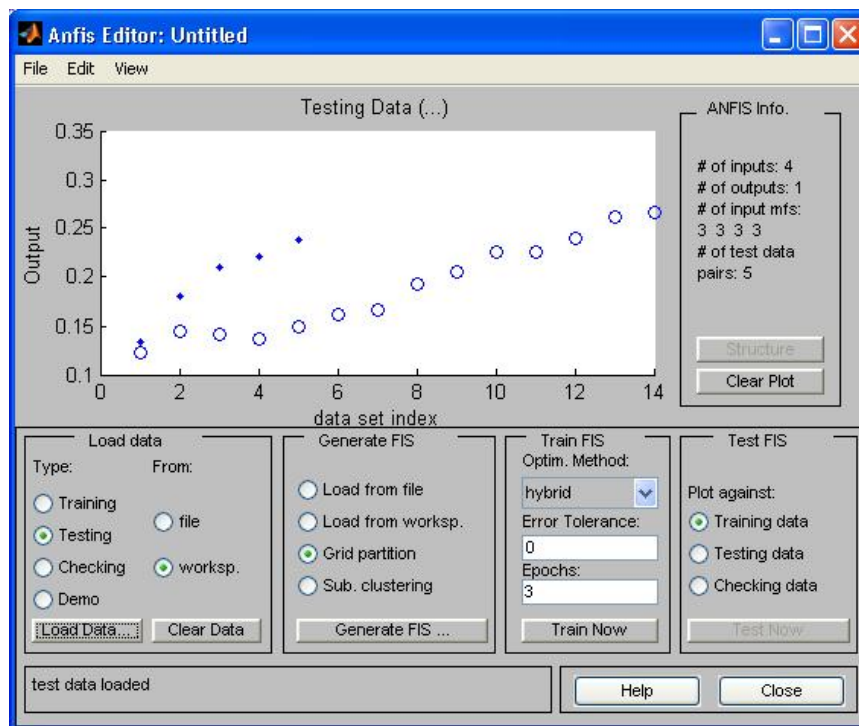 Anfis Editor: Untitled
File Edit View
Testing Data (...)
0.35
0.3
0.25
0.2
0.15
0.1
Output
0 2 4 6 8 10 12 14
data set index
ANFIS Info.
# of inputs: 4
# of outputs: 1
# of input mfs:
3 3 3 3
# of test data
pairs: 5
Structure
Clear Plot
Load data
Type: From:
Training
Testing
Checking
Demo
file
worksp.
Load Data... Clear Data
Generate FIS
Load from file
Load from worksp.
Grid partition
Sub. clustering
Generate FIS ...
Train FIS
Optim. Method:
hybrid
Error Tolerance:
0
Epochs:
3
Train Now
Test FIS
Plot against:
Training data
Testing data
Checking data
Test Now
test data loaded
Help Close